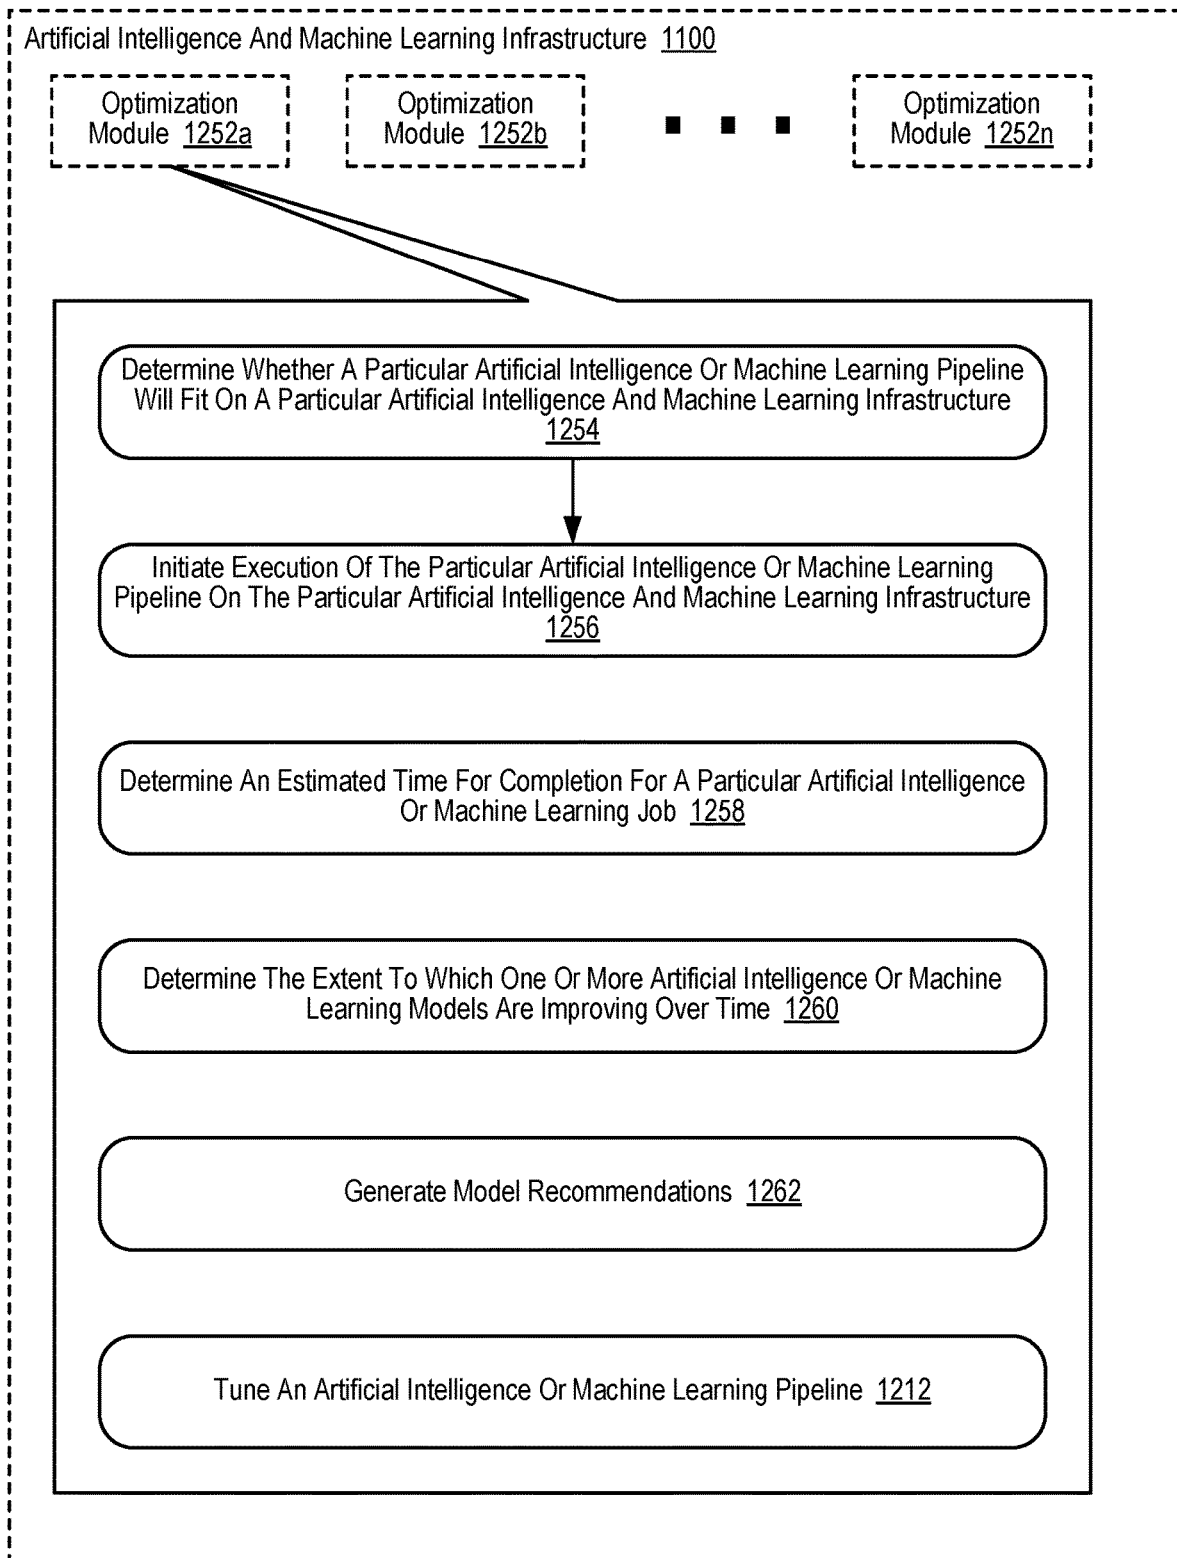 Artificial Intelligence And Machine Learning Infrastructure 1100
Optimization
Module 1252a
Optimization
Module 1252b
Optimization
Module 1252n
Determine Whether A Particular Artificial Intelligence Or Machine Learning Pipeline
Will Fit On A Particular Artificial Intelligence And Machine Learning Infrastructure
1254
Initiate Execution Of The Particular Artificial Intelligence Or Machine Learning
Pipeline On The Particular Artificial Intelligence And Machine Learning Infrastructure
1256
Determine An Estimated Time For Completion For A Particular Artificial Intelligence
Or Machine Learning Job 1258
Determine The Extent To Which One Or More Artificial Intelligence Or Machine
Learning Models Are Improving Over Time 1260
Generate Model Recommendations 1262
Tune An Artificial Intelligence Or Machine Learning Pipeline 1212